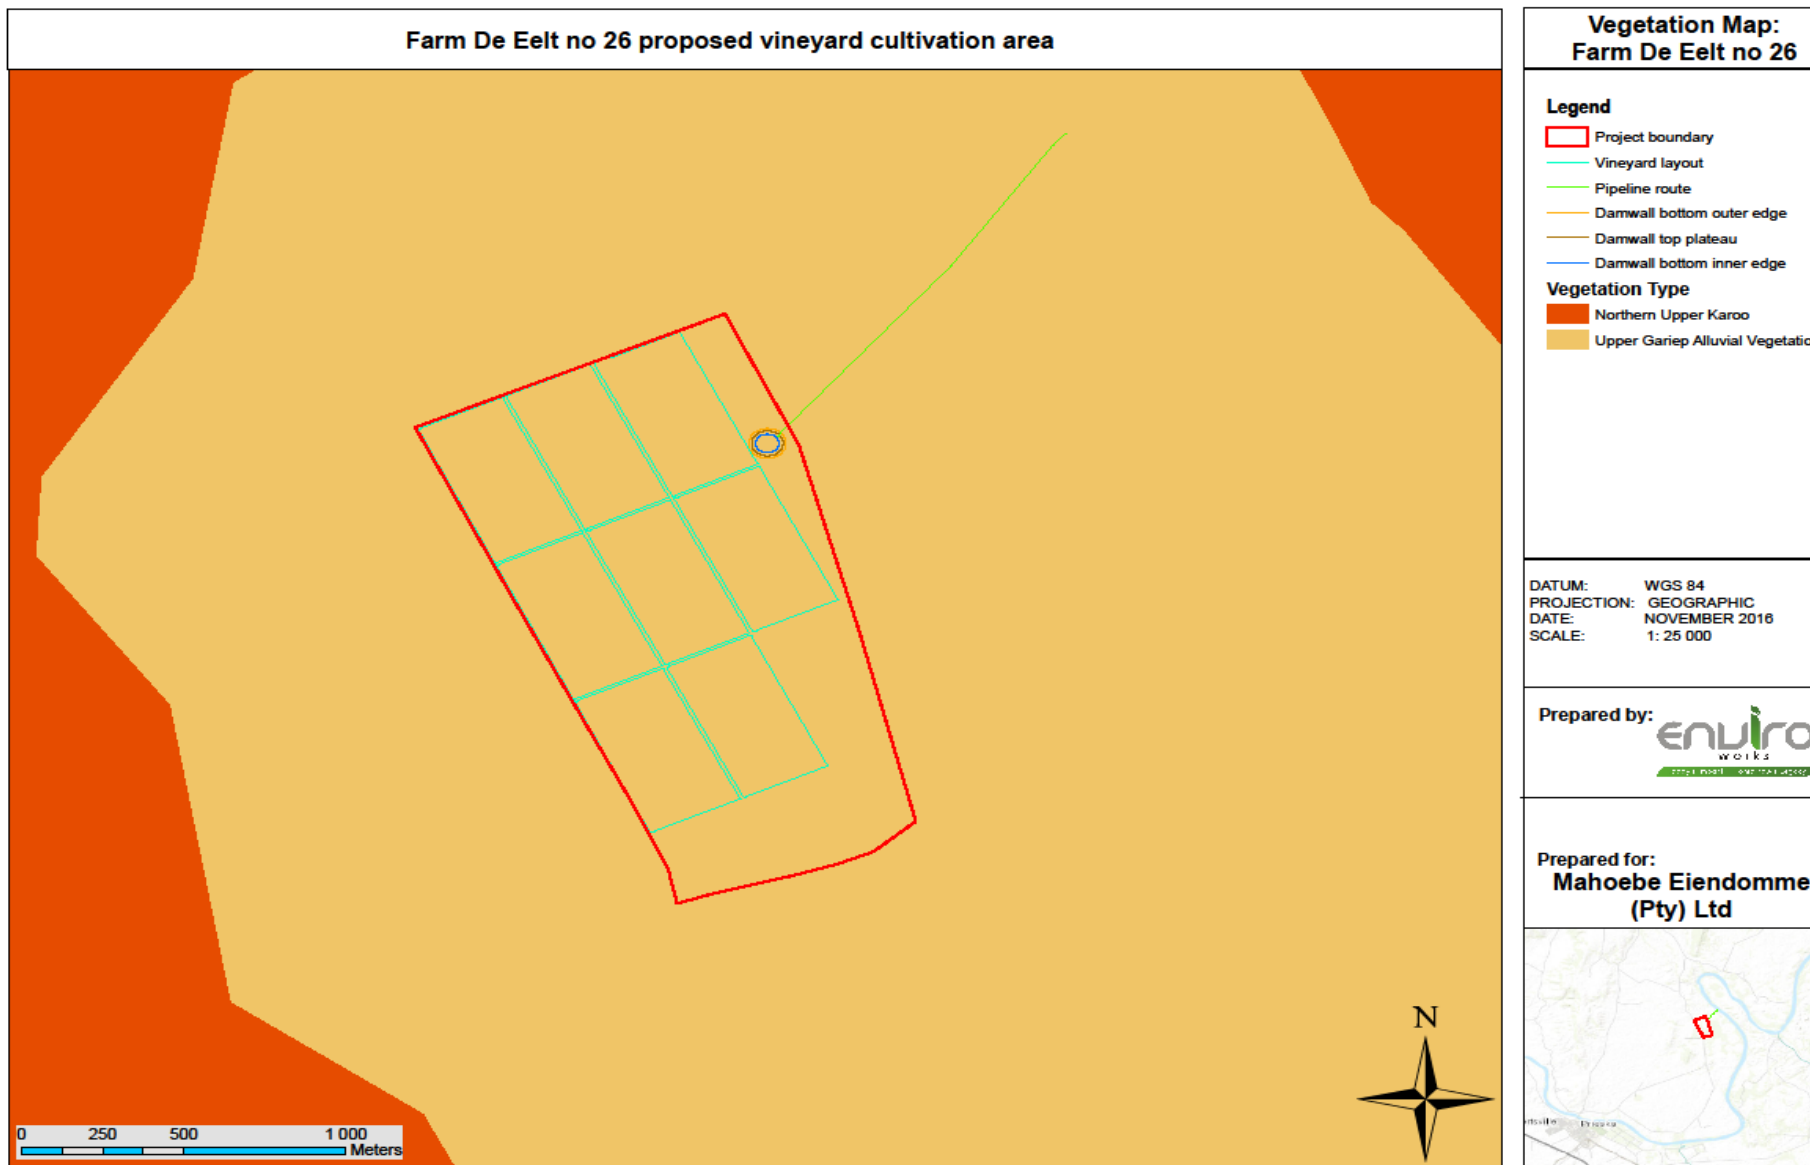 Farm De Eelt no 26 proposed vineyard cultivation area
Vegetation Map:
Farm De Eelt no 26
Legend
Project boundary
Vineyard layout
Pipeline route
Damwall bottom outer edge
Damwall top plateau
Damwall bottom inner edge
Vegetation Type
Northern Upper Karoo
Upper Gariep Alluvial Vegetatio
DATUM: WGS 84
PROJECTION: GEOGRAPHIC
DATE: NOVEMBER 2016
SCALE: 1: 25 000
Prepared by:
enviro
works
Prepared for:
Mahoebe Eiendomme
(Pty) Ltd
N
0 250 500 1 000
Meters
Prieska